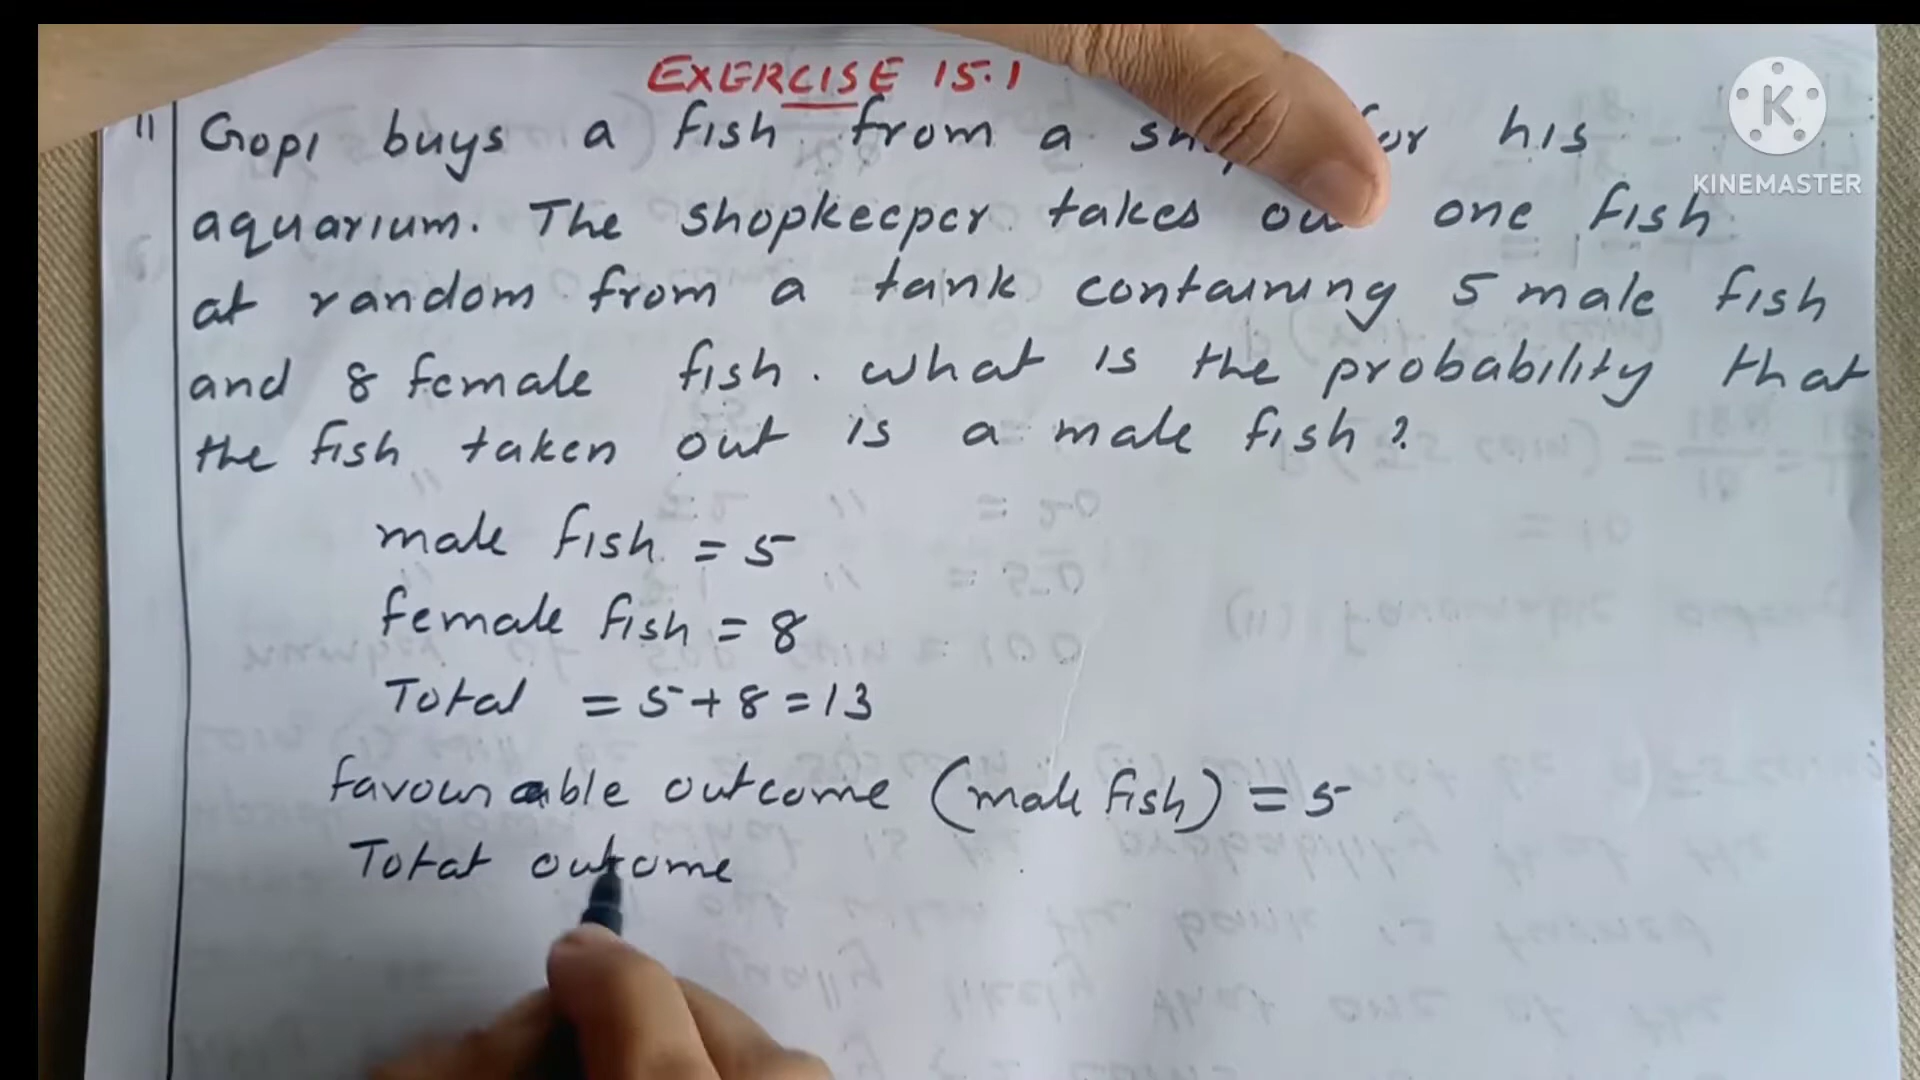 EXERCISE 15.1
11 Gopi buys a fish from a for his
aquarium. The shopkeeper takes one fish
at random from a tank containing 5 male fish
and 8 female fish. what is the probability that
the fish taken out is a male fish?
male fish = 5
female fish = 8
Total = 5+8=13
favourable outcome (male fish) = 5
Total outcome
K
KINEMASTER